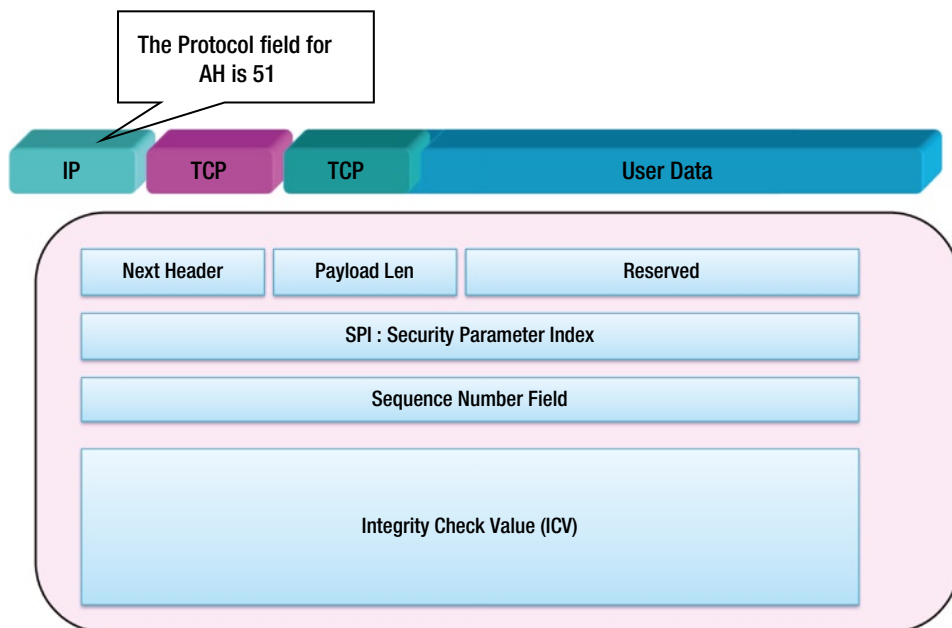 The Protocol field for
AH is 51
IP TCP TCP User Data
Next Header Payload Len Reserved
SPI : Security Parameter Index
Sequence Number Field
Integrity Check Value (ICV)